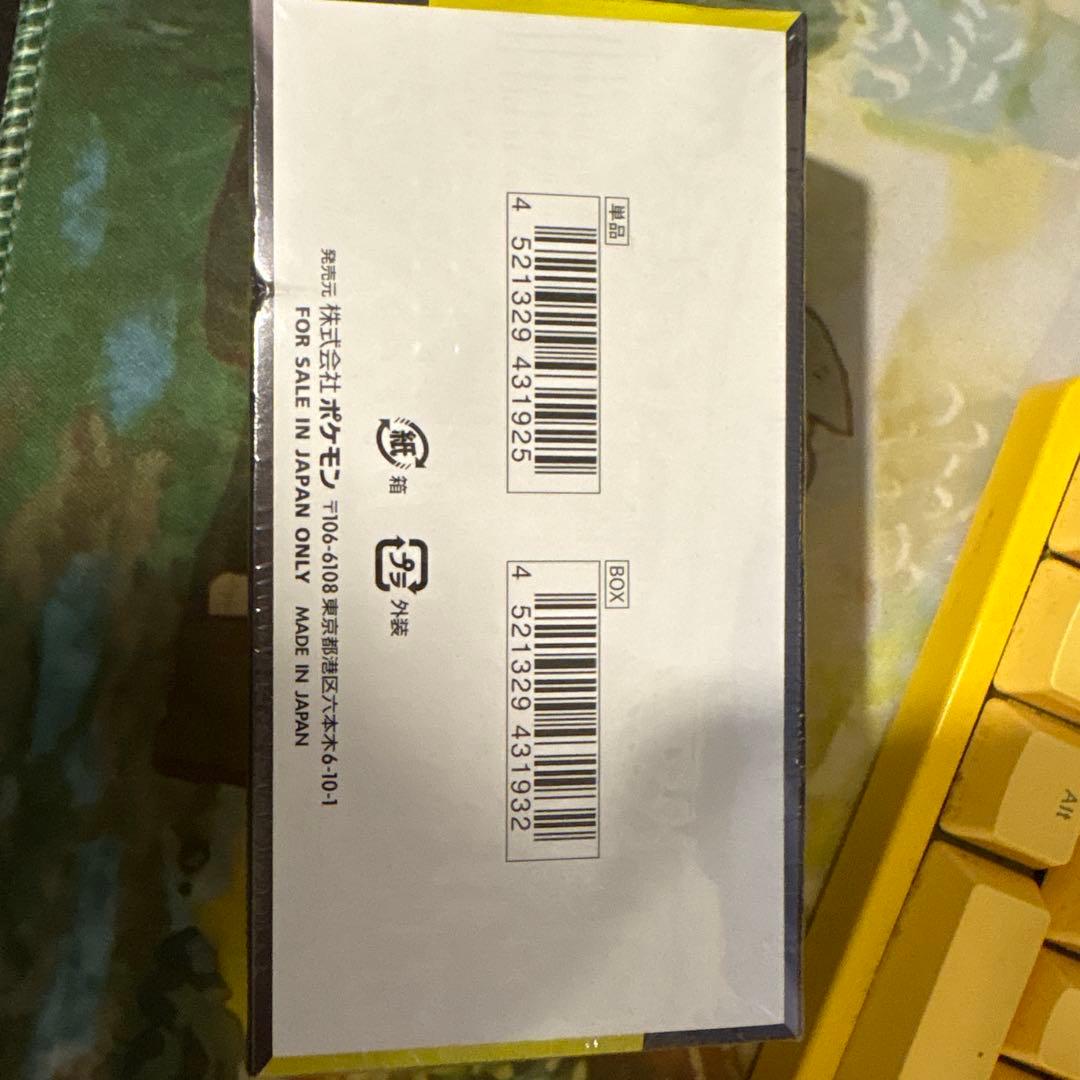 単品
4 521329 431925
BOX
4 521329 431932
紙 箱
プラ 外装
発売元 株式会社ポケモン 〒106-6108 東京都港区六本木6-10-1
FOR SALE IN JAPAN ONLY MADE IN JAPAN
Alt